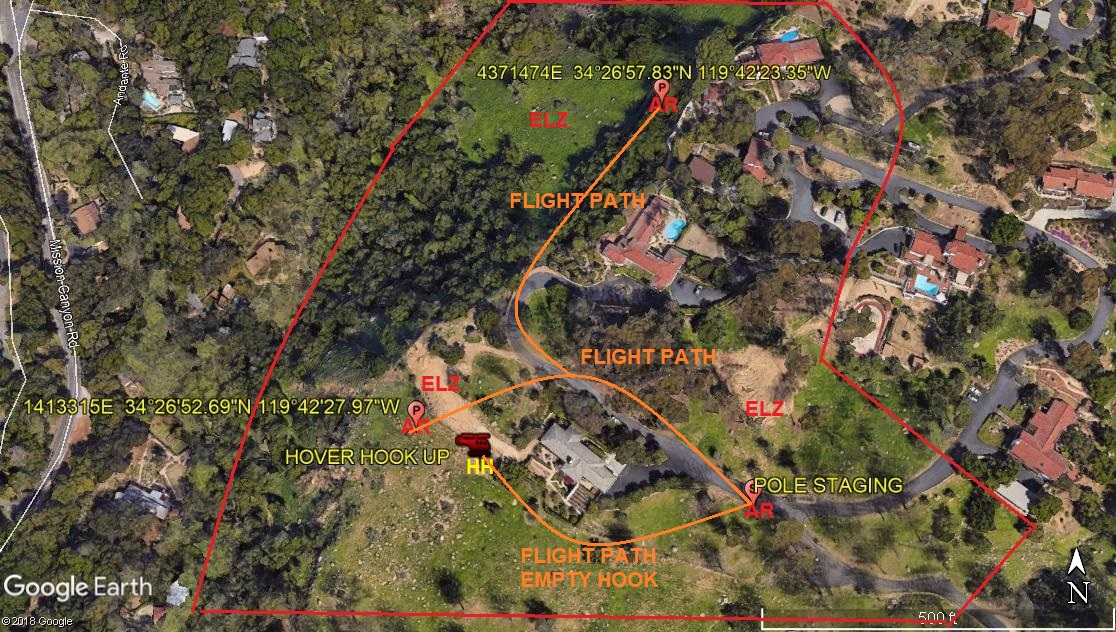 4371474E 34°26'57.83"N 119°42'23.35"W
AR
ELZ
Andante Rd
FLIGHT PATH
Mission Canyon Rd
FLIGHT PATH
ELZ
1413315E 34°26'52.69"N 119°42'27.97"W
AR
ELZ
HOVER HOOK UP
HH
POLE STAGING
AR
FLIGHT PATH
EMPTY HOOK
Google Earth
©2018 Google
N
500 ft